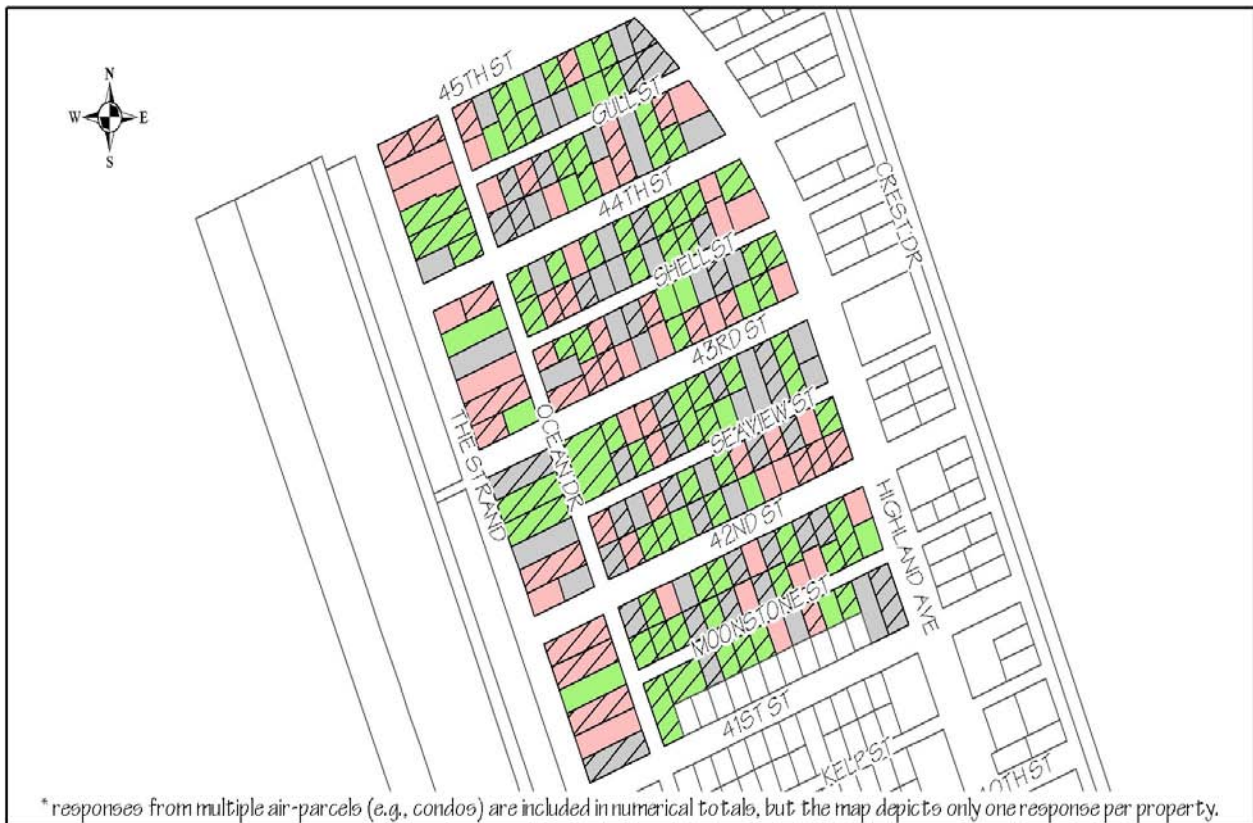 N
W E
S
45TH ST
GULL ST
44TH ST
CREST DR
SHELL ST
43RD ST
THE STRAND
OCEAN DR
SEAVIEW ST
42ND ST
HIGHLAND AVE
MOONSTONE ST
41ST ST
KELP ST
40TH ST
* responses from multiple air-parcels (e.g., condos) are included in numerical totals, but the map depicts only one response per property.